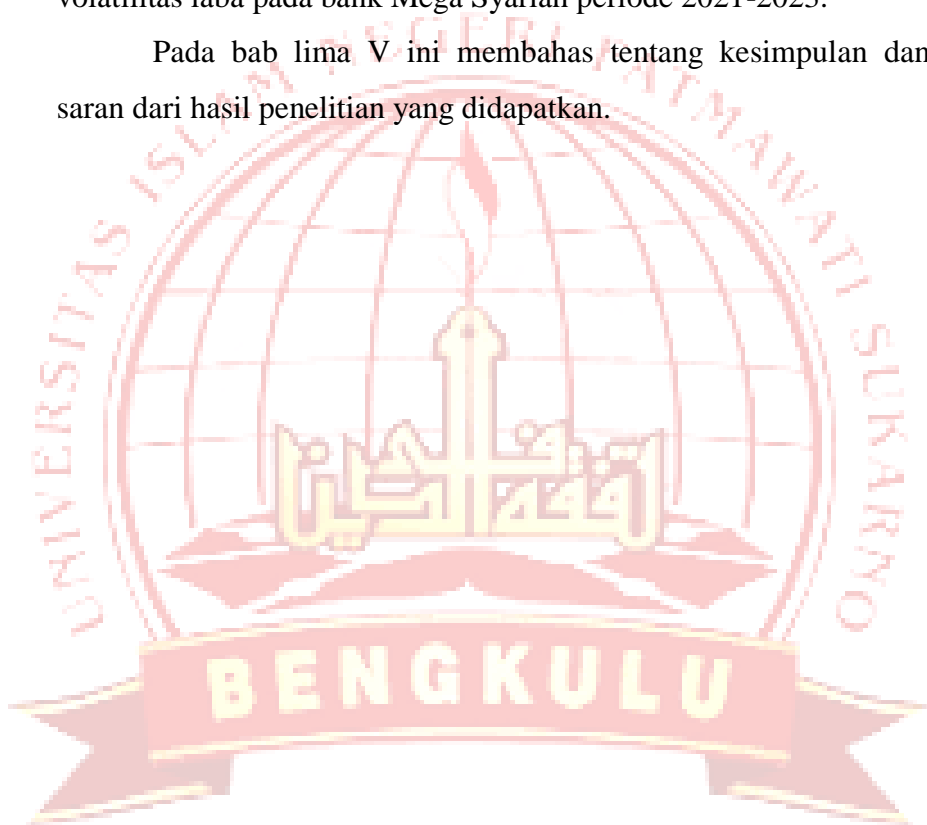 volatilitas laba pada bank Mega Syariah periode 2021-2023.
Pada bab lima V ini membahas tentang kesimpulan dan
saran dari hasil penelitian yang didapatkan.
UNIVERSITAS ISLAM NEGERI FATMAWATI SUKARNO
BENGKULU